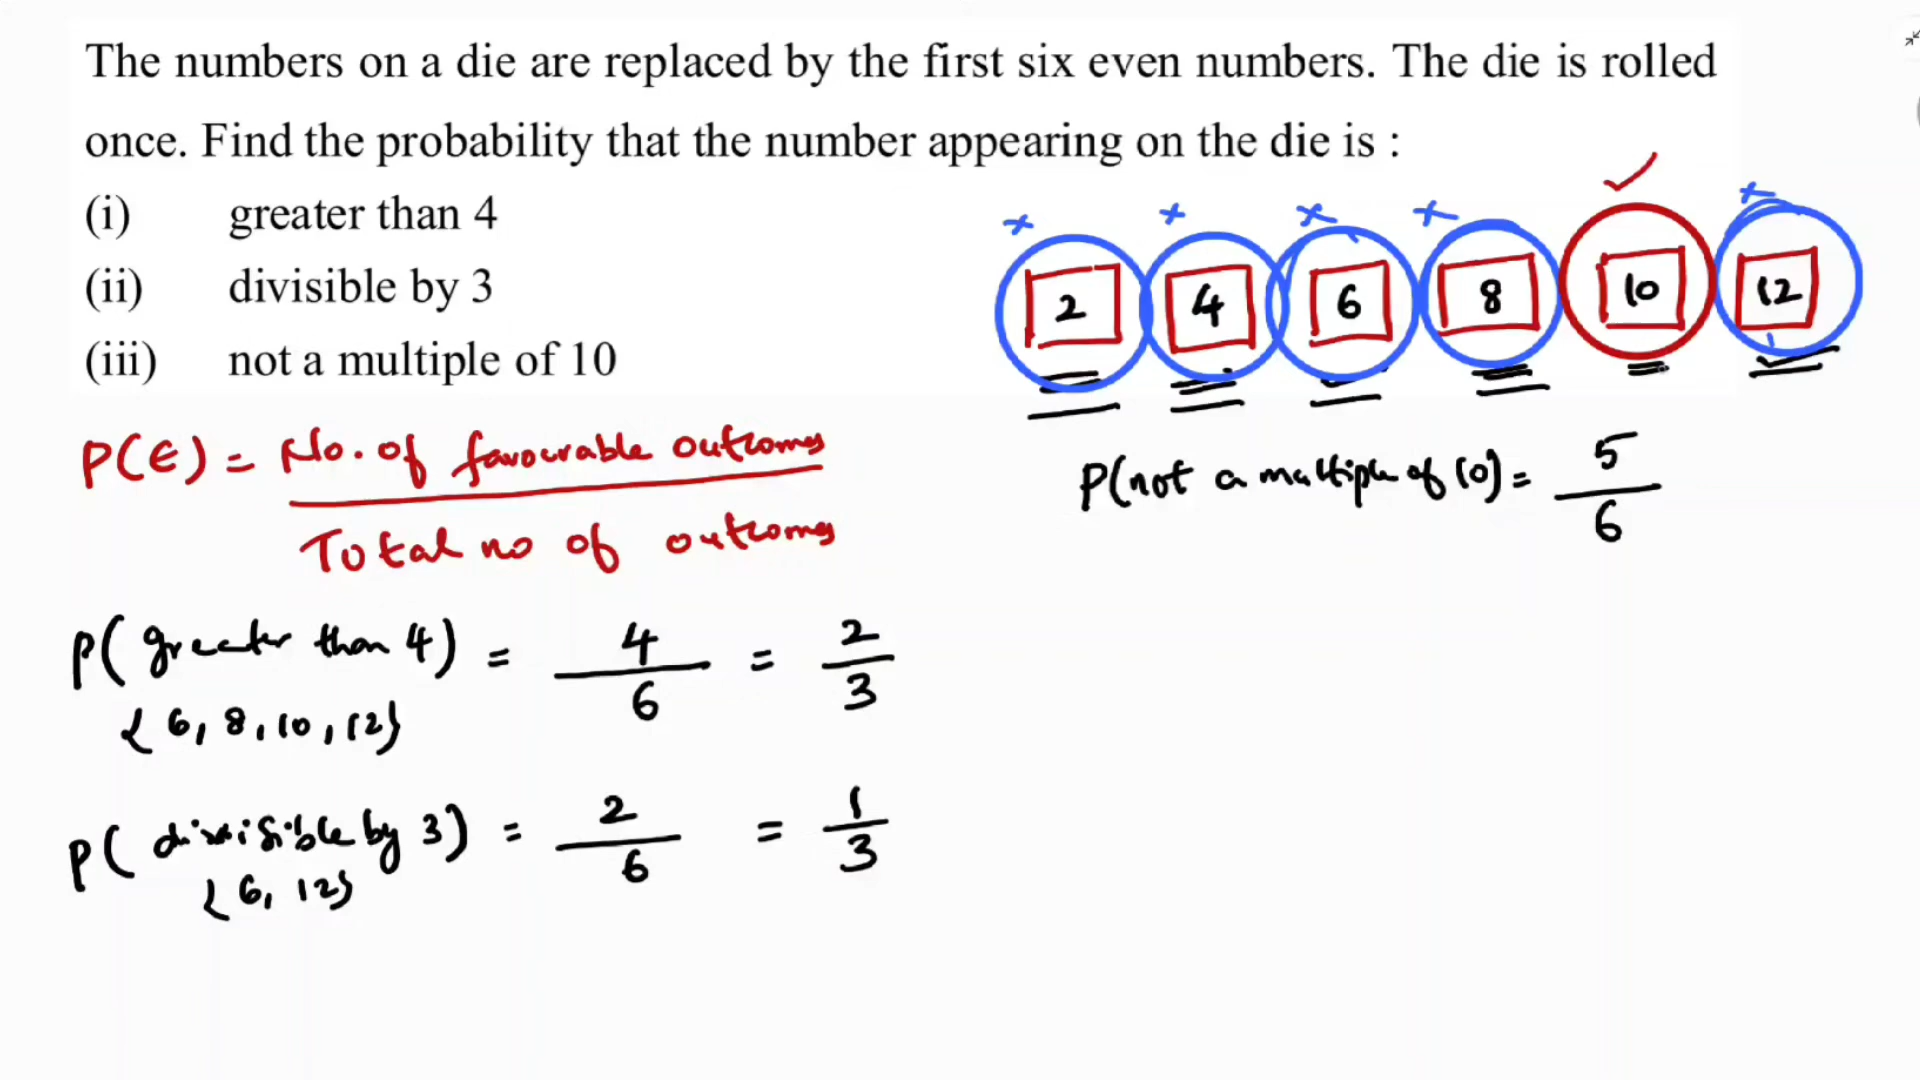 The numbers on a die are replaced by the first six even numbers. The die is rolled
once. Find the probability that the number appearing on the die is :
(i) greater than 4
(ii) divisible by 3
(iii) not a multiple of 10
2 4 6 8 10 12
P(E) = No. of favourable outcomes / Total no of outcomes
P(not a multiple of 10) = 5/6
P(greater than 4) = 4/6 = 2/3
{6, 8, 10, 12}
P(divisible by 3) = 2/6 = 1/3
{6, 12}